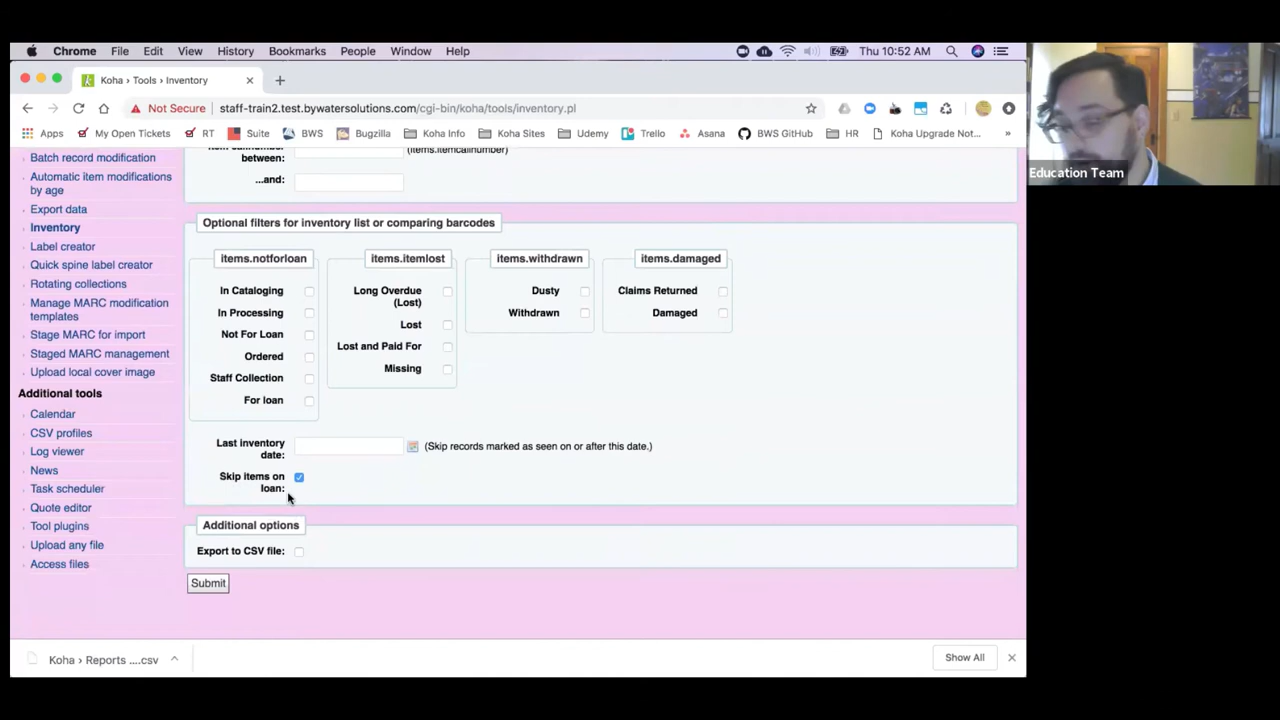 Chrome File Edit View History Bookmarks People Window Help Thu 10:52 AM
Koha › Tools › Inventory
Not Secure staff-train2.test.bywatersolutions.com/cgi-bin/koha/tools/inventory.pl
Apps My Open Tickets RT Suite BWS Bugzilla Koha Info Koha Sites Udemy Trello Asana BWS GitHub HR Koha Upgrade Not... »
Education Team
Batch record modification
Automatic item modifications
by age
Export data
Inventory
Label creator
Quick spine label creator
Rotating collections
Manage MARC modification
templates
Stage MARC for import
Staged MARC management
Upload local cover image
Additional tools
Calendar
CSV profiles
Log viewer
News
Task scheduler
Quote editor
Tool plugins
Upload any file
Access files
Item callnumber
between:
(items.itemcallnumber)
...and:
Optional filters for inventory list or comparing barcodes
items.notforloan
In Cataloging
In Processing
Not For Loan
Ordered
Staff Collection
For loan
items.itemlost
Long Overdue
(Lost)
Lost
Lost and Paid For
Missing
items.withdrawn
Dusty
Withdrawn
items.damaged
Claims Returned
Damaged
Last inventory
date:
(Skip records marked as seen on or after this date.)
Skip items on
loan:
Additional options
Export to CSV file:
Submit
Koha › Reports ....csv
Show All